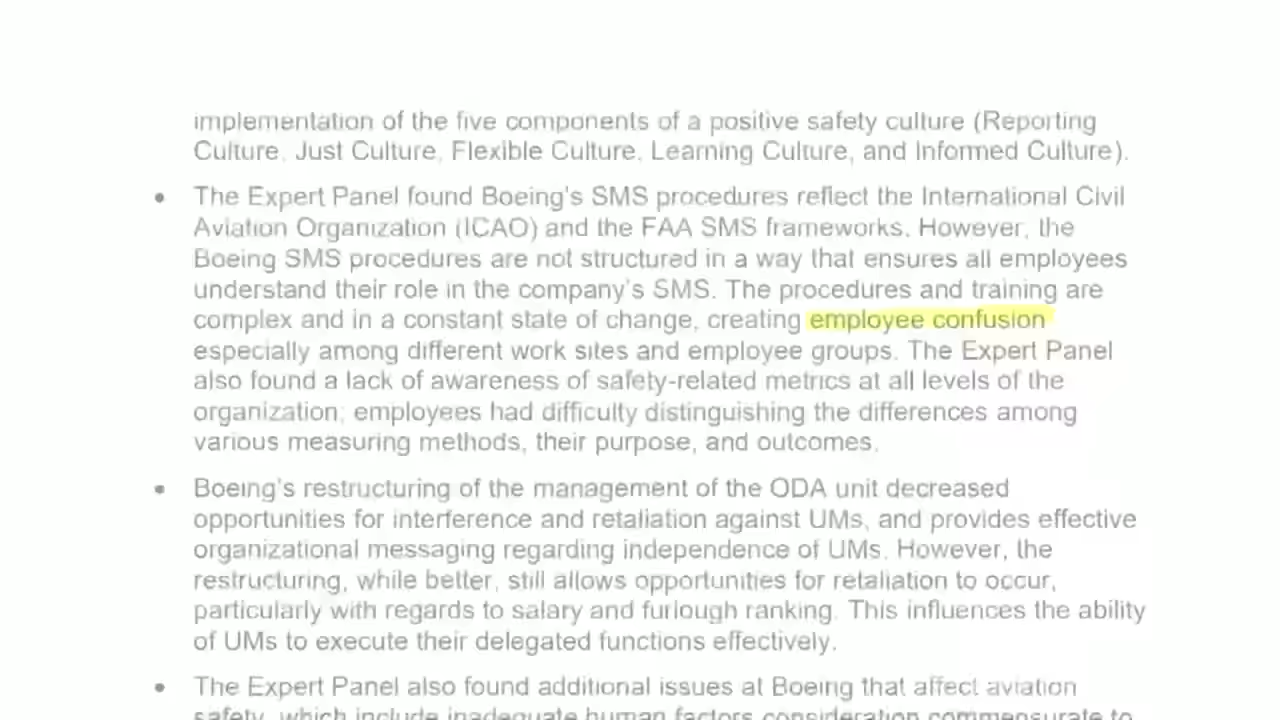 implementation of the five components of a positive safety culture (Reporting
Culture, Just Culture, Flexible Culture, Learning Culture, and Informed Culture).
• The Expert Panel found Boeing's SMS procedures reflect the International Civil
Aviation Organization (ICAO) and the FAA SMS frameworks. However, the
Boeing SMS procedures are not structured in a way that ensures all employees
understand their role in the company's SMS. The procedures and training are
complex and in a constant state of change, creating employee confusion
especially among different work sites and employee groups. The Expert Panel
also found a lack of awareness of safety-related metrics at all levels of the
organization; employees had difficulty distinguishing the differences among
various measuring methods, their purpose, and outcomes.
• Boeing's restructuring of the management of the ODA unit decreased
opportunities for interference and retaliation against UMs, and provides effective
organizational messaging regarding independence of UMs. However, the
restructuring, while better, still allows opportunities for retaliation to occur,
particularly with regards to salary and furlough ranking. This influences the ability
of UMs to execute their delegated functions effectively.
• The Expert Panel also found additional issues at Boeing that affect aviation
safety, which include inadequate human factors consideration commensurate to